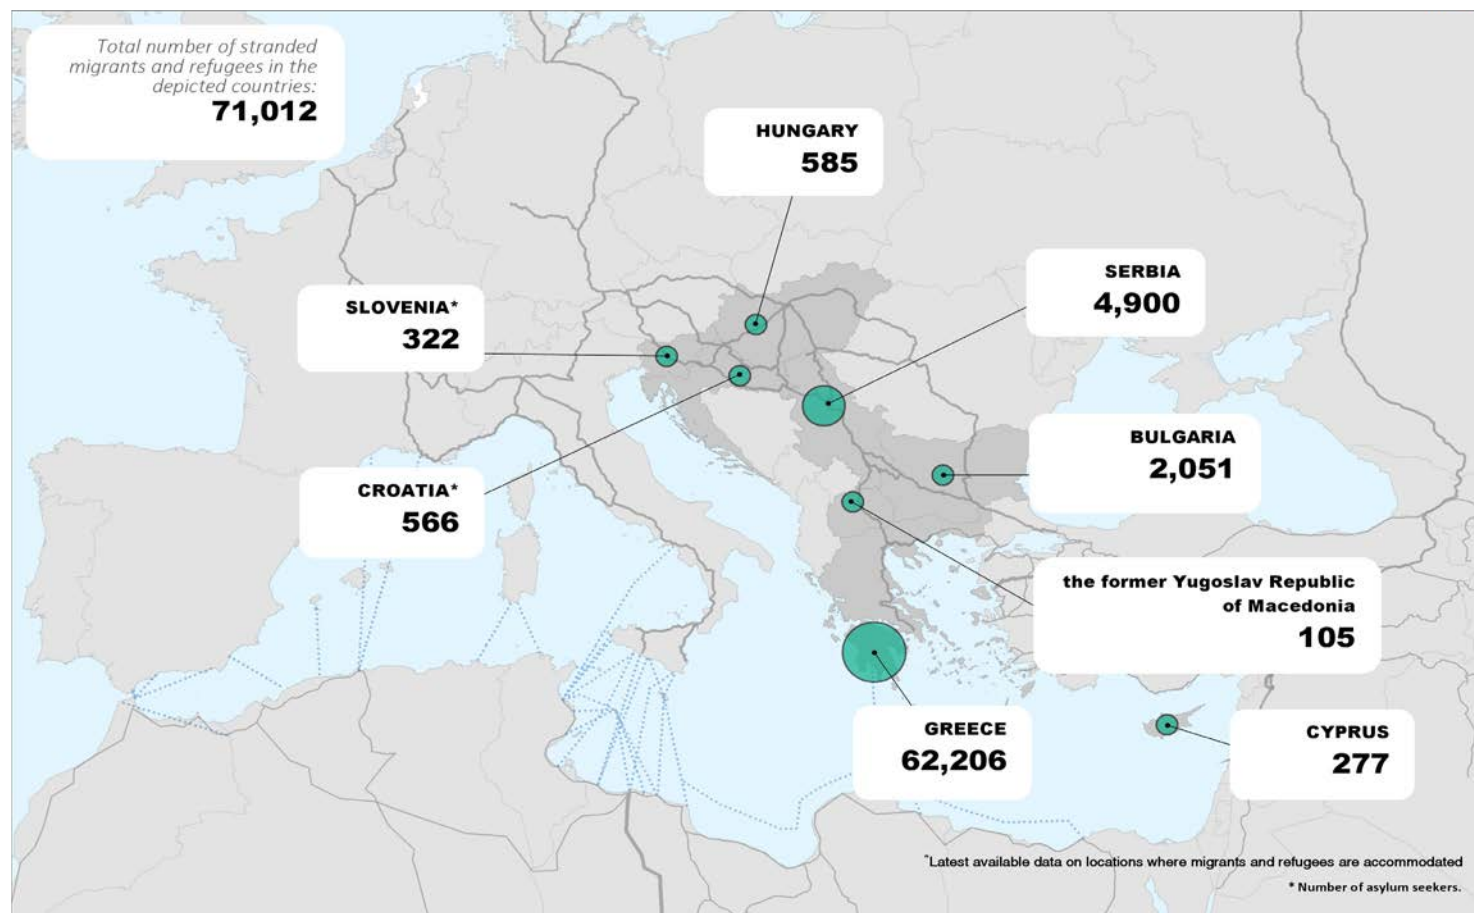 Total number of stranded
migrants and refugees in the
depicted countries:
71,012
HUNGARY
585
SERBIA
4,900
SLOVENIA*
322
BULGARIA
2,051
CROATIA*
566
the former Yugoslav Republic
of Macedonia
105
GREECE
62,206
CYPRUS
277
*Latest available data on locations where migrants and refugees are accommodated
* Number of asylum seekers.